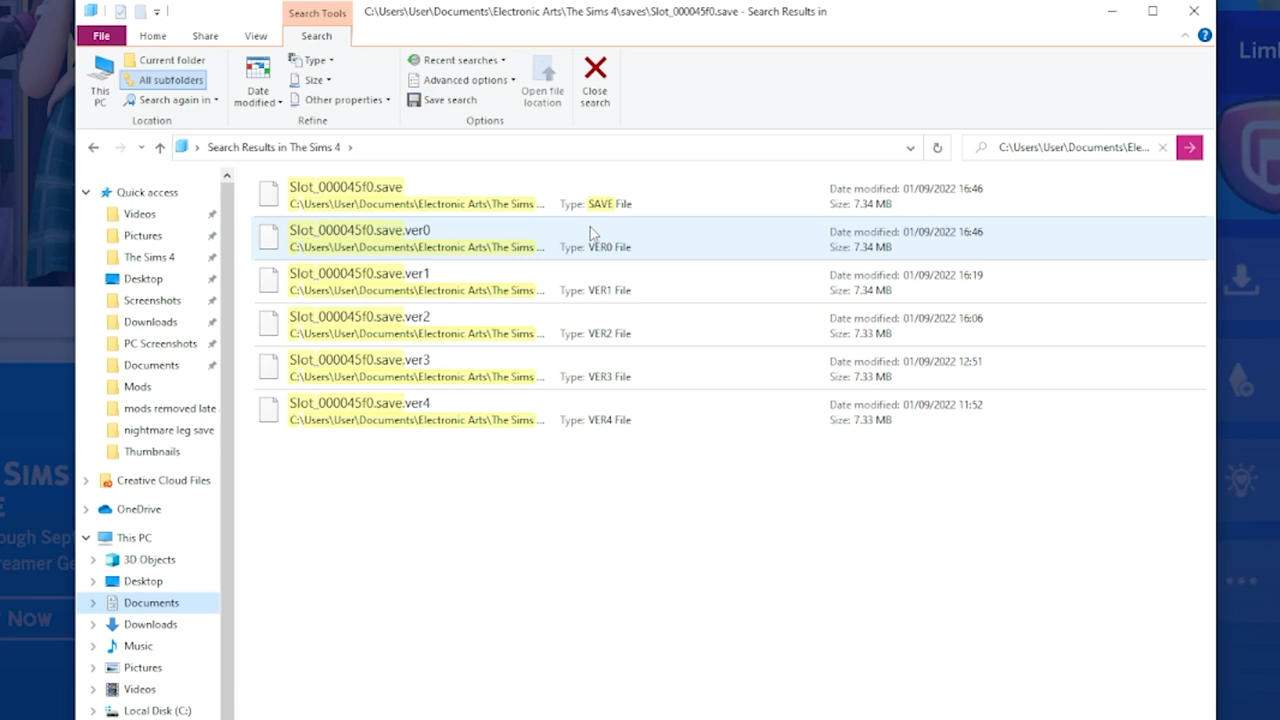 Search Tools
C:\Users\User\Documents\Electronic Arts\The Sims 4\saves\Slot_000045f0.save - Search Results in
File
Home
Share
View
Search
This PC
Current folder
All subfolders
Search again in
Location
Date modified
Type
Size
Other properties
Refine
Recent searches
Advanced options
Save search
Options
Open file location
Close search
Search Results in The Sims 4
C:\Users\User\Documents\Ele...
Quick access
Videos
Pictures
The Sims 4
Desktop
Screenshots
Downloads
PC Screenshots
Documents
Mods
mods removed late
nightmare leg save
Thumbnails
Creative Cloud Files
OneDrive
This PC
3D Objects
Desktop
Documents
Downloads
Music
Pictures
Videos
Local Disk (C:)
Slot_000045f0.save
C:\Users\User\Documents\Electronic Arts\The Sims ... Type: SAVE File
Date modified: 01/09/2022 16:46
Size: 7.34 MB
Slot_000045f0.save.ver0
C:\Users\User\Documents\Electronic Arts\The Sims ... Type: VER0 File
Date modified: 01/09/2022 16:46
Size: 7.34 MB
Slot_000045f0.save.ver1
C:\Users\User\Documents\Electronic Arts\The Sims ... Type: VER1 File
Date modified: 01/09/2022 16:19
Size: 7.34 MB
Slot_000045f0.save.ver2
C:\Users\User\Documents\Electronic Arts\The Sims ... Type: VER2 File
Date modified: 01/09/2022 16:06
Size: 7.33 MB
Slot_000045f0.save.ver3
C:\Users\User\Documents\Electronic Arts\The Sims ... Type: VER3 File
Date modified: 01/09/2022 12:51
Size: 7.33 MB
Slot_000045f0.save.ver4
C:\Users\User\Documents\Electronic Arts\The Sims ... Type: VER4 File
Date modified: 01/09/2022 11:52
Size: 7.33 MB
SIMS
Now